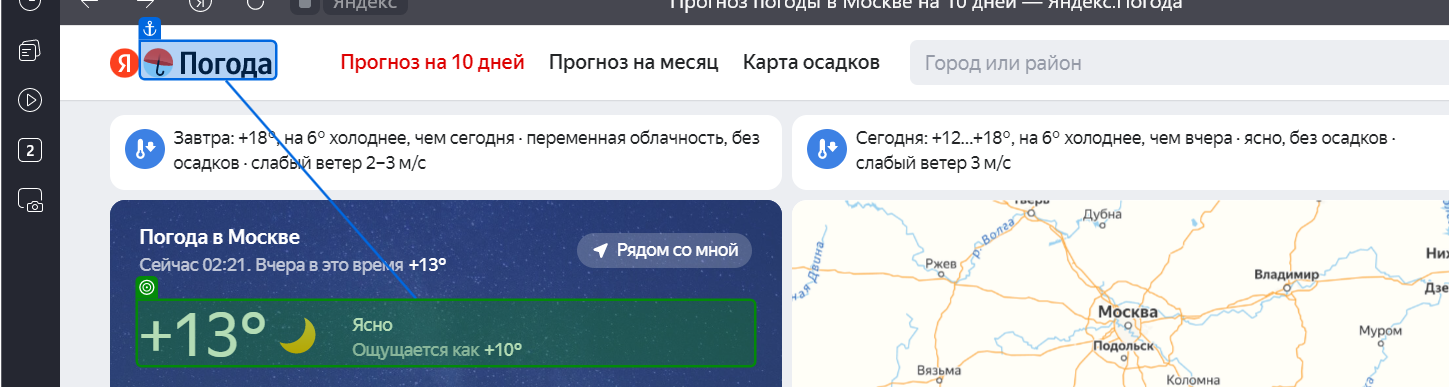 Яндекс
Прогноз погоды в Москве на 10 дней — Яндекс.Погода
Я Погода
Прогноз на 10 дней
Прогноз на месяц
Карта осадков
Город или район
2
Завтра: +18°, на 6° холоднее, чем сегодня · переменная облачность, без
осадков · слабый ветер 2–3 м/с
Сегодня: +12...+18°, на 6° холоднее, чем вчера · ясно, без осадков ·
слабый ветер 3 м/с
Погода в Москве
Сейчас 02:21. Вчера в это время +13°
Рядом со мной
+13°
Ясно
Ощущается как +10°
Тверь
Дубна
р. Волга
Ржев
Владимир
Москва
Муром
Подольск
Вязьма
Коломна